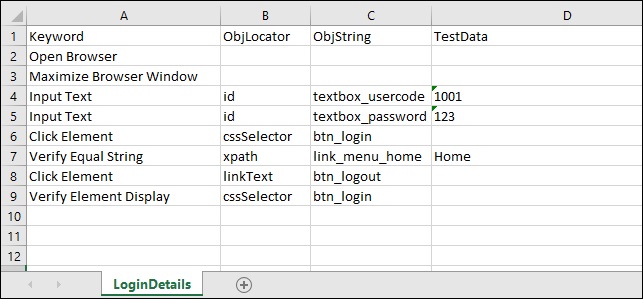 A B C D
1 Keyword ObjLocator ObjString TestData
2 Open Browser
3 Maximize Browser Window
4 Input Text id textbox_usercode 1001
5 Input Text id textbox_password 123
6 Click Element cssSelector btn_login
7 Verify Equal String xpath link_menu_home Home
8 Click Element linkText btn_logout
9 Verify Element Display cssSelector btn_login
10
11
12
LoginDetails